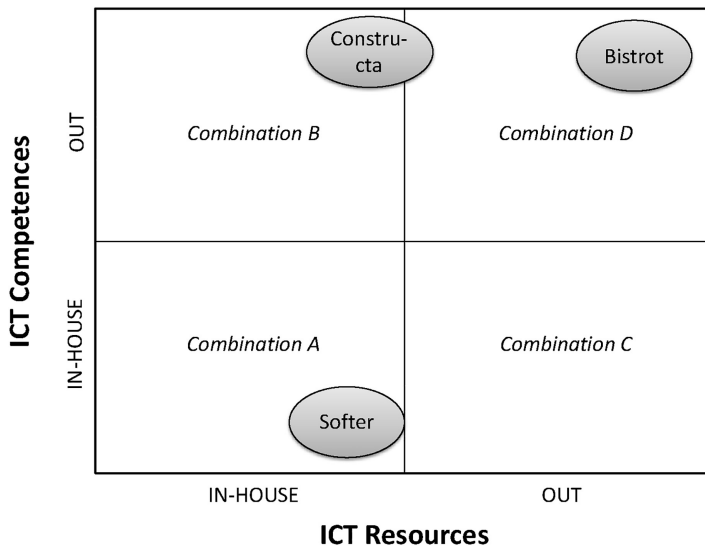 Constru-
cta
Bistrot
OUT
Combination B
Combination D
ICT Competences
IN-HOUSE
Combination A
Combination C
Softer
IN-HOUSE
OUT
ICT Resources